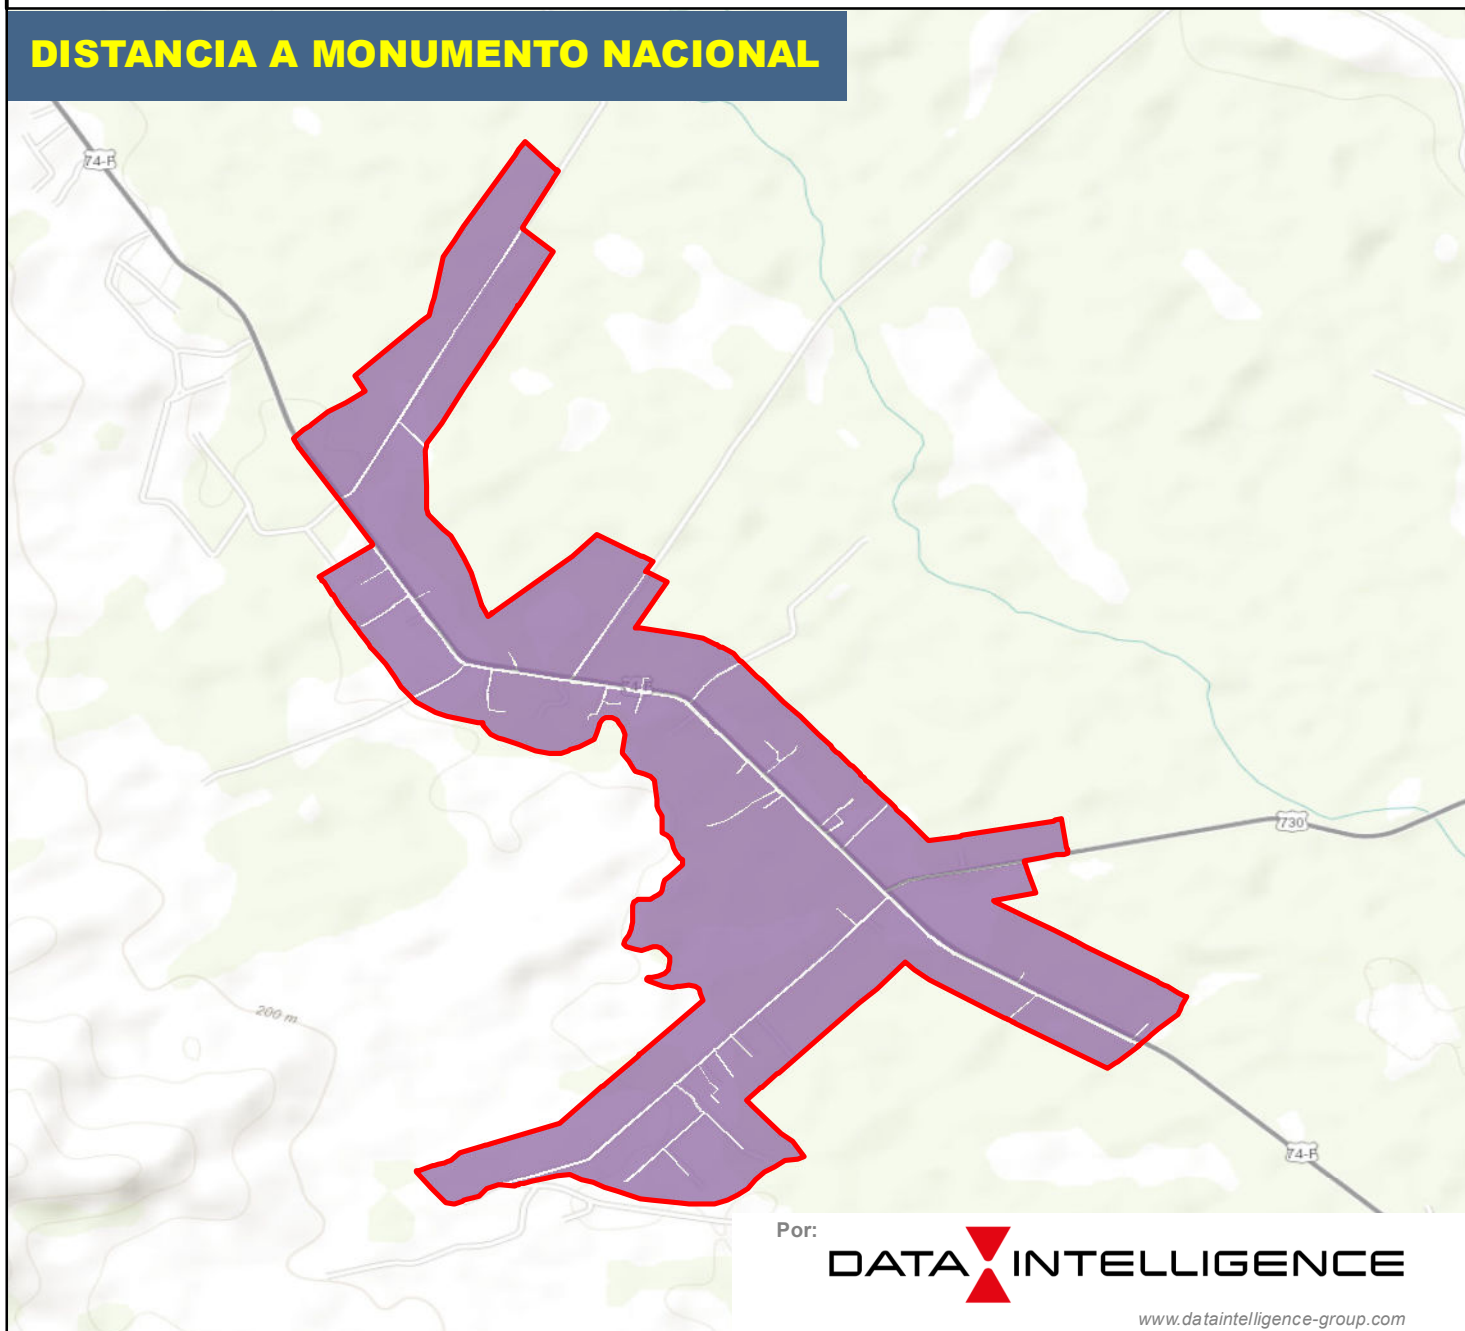 DISTANCIA A MONUMENTO NACIONAL
74-F
730
200 m
74-F
Por:
DATA INTELLIGENCE
www.dataintelligence-group.com